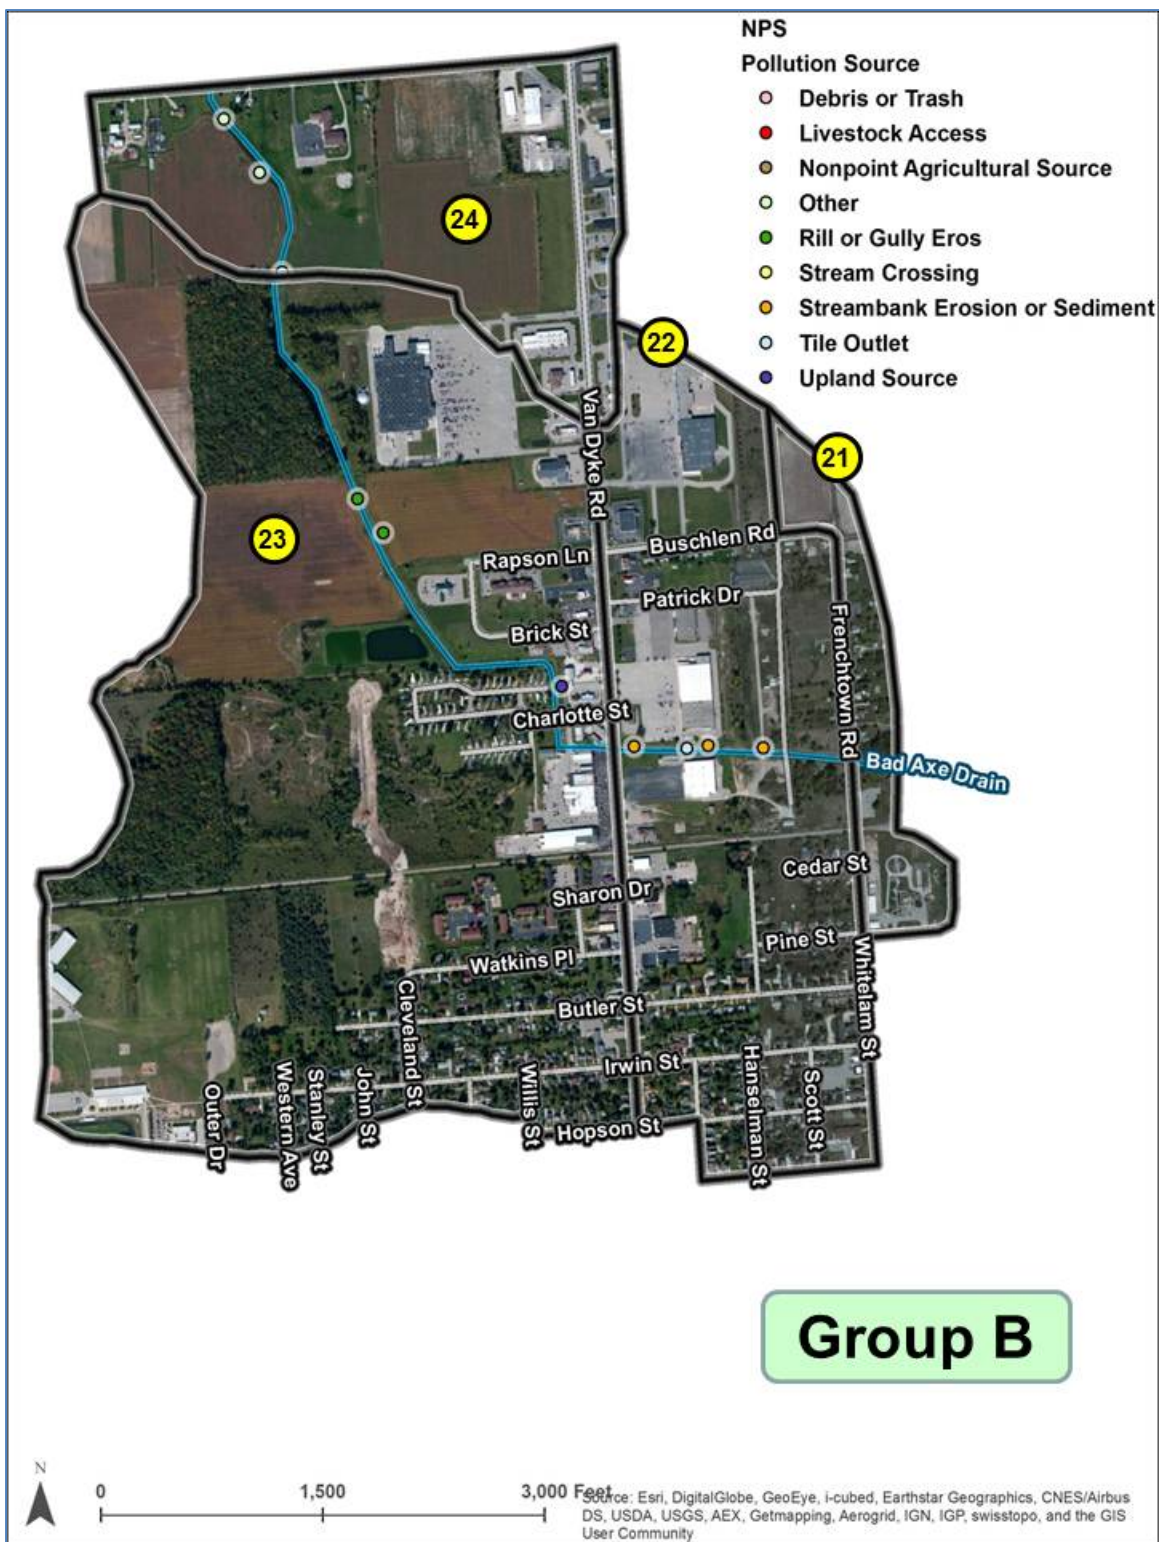 NPS
Pollution Source
Debris or Trash
Livestock Access
Nonpoint Agricultural Source
Other
Rill or Gully Eros
Stream Crossing
Streambank Erosion or Sediment
Tile Outlet
Upland Source
24
22
21
23
Van Dyke Rd
Buschlen Rd
Rapson Ln
Patrick Dr
Brick St
Frenchtown Rd
Charlotte St
Bad Axe Drain
Cedar St
Sharon Dr
Pine St
Watkins Pl
Whitelam St
Cleveland St
Butler St
Irwin St
Hanselman St
Scott St
Outer Dr
Western Ave
Stanley St
John St
Willis St
Hopson St
Group B
N
0 1,500 3,000 Feet
Source: Esri, DigitalGlobe, GeoEye, i-cubed, Earthstar Geographics, CNES/Airbus
DS, USDA, USGS, AEX, Getmapping, Aerogrid, IGN, IGP, swisstopo, and the GIS
User Community